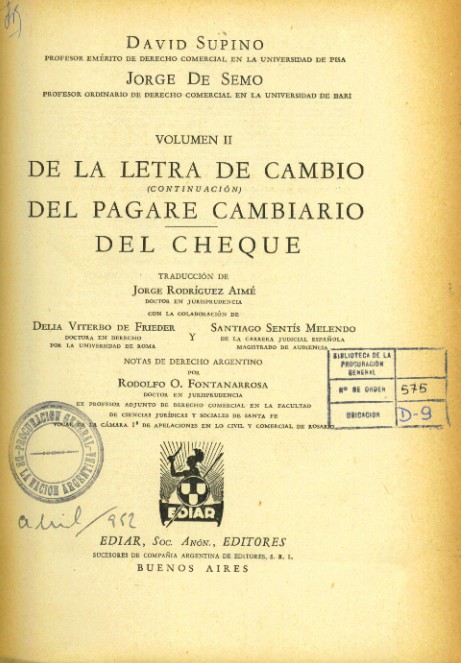 DAVID SUPINO
PROFESOR EMÉRITO DE DERECHO COMERCIAL EN LA UNIVERSIDAD DE PISA
JORGE DE SEMO
PROFESOR ORDINARIO DE DERECHO COMERCIAL EN LA UNIVERSIDAD DE BARI
VOLUMEN II
DE LA LETRA DE CAMBIO
(CONTINUACIÓN)
DEL PAGARE CAMBIARIO
DEL CHEQUE
TRADUCCIÓN DE
JORGE RODRÍGUEZ AIMÉ
DOCTOR EN JURISPRUDENCIA
CON LA COLABORACIÓN DE
DELIA VITERBO DE FRIEDER Y SANTIAGO SENTÍS MELENDO
DOCTORA EN DERECHO DE LA CARRERA JUDICIAL ESPAÑOLA
POR LA UNIVERSIDAD DE ROMA MAGISTRADO DE AUDIENCIA
NOTAS DE DERECHO ARGENTINO
POR
RODOLFO O. FONTANARROSA
DOCTOR EN JURISPRUDENCIA
EX PROFESOR ADJUNTO DE DERECHO COMERCIAL EN LA FACULTAD
DE CIENCIAS JURÍDICAS Y SOCIALES DE SANTA FE
VOCAL DE LA CÁMARA 1ª DE APELACIONES EN LO CIVIL Y COMERCIAL DE ROSARIO
BIBLIOTECA DE LA
PROCURACION
GENERAL
Nº DE ORDEN 575
UBICACION D-9
PROCURACION GENERAL DE
LA NACION ARGENTINA
abril/952
EDIAR
EDIAR, SOC. ANÓN., EDITORES
SUCESORES DE COMPAÑIA ARGENTINA DE EDITORES, S. R. L.
BUENOS AIRES